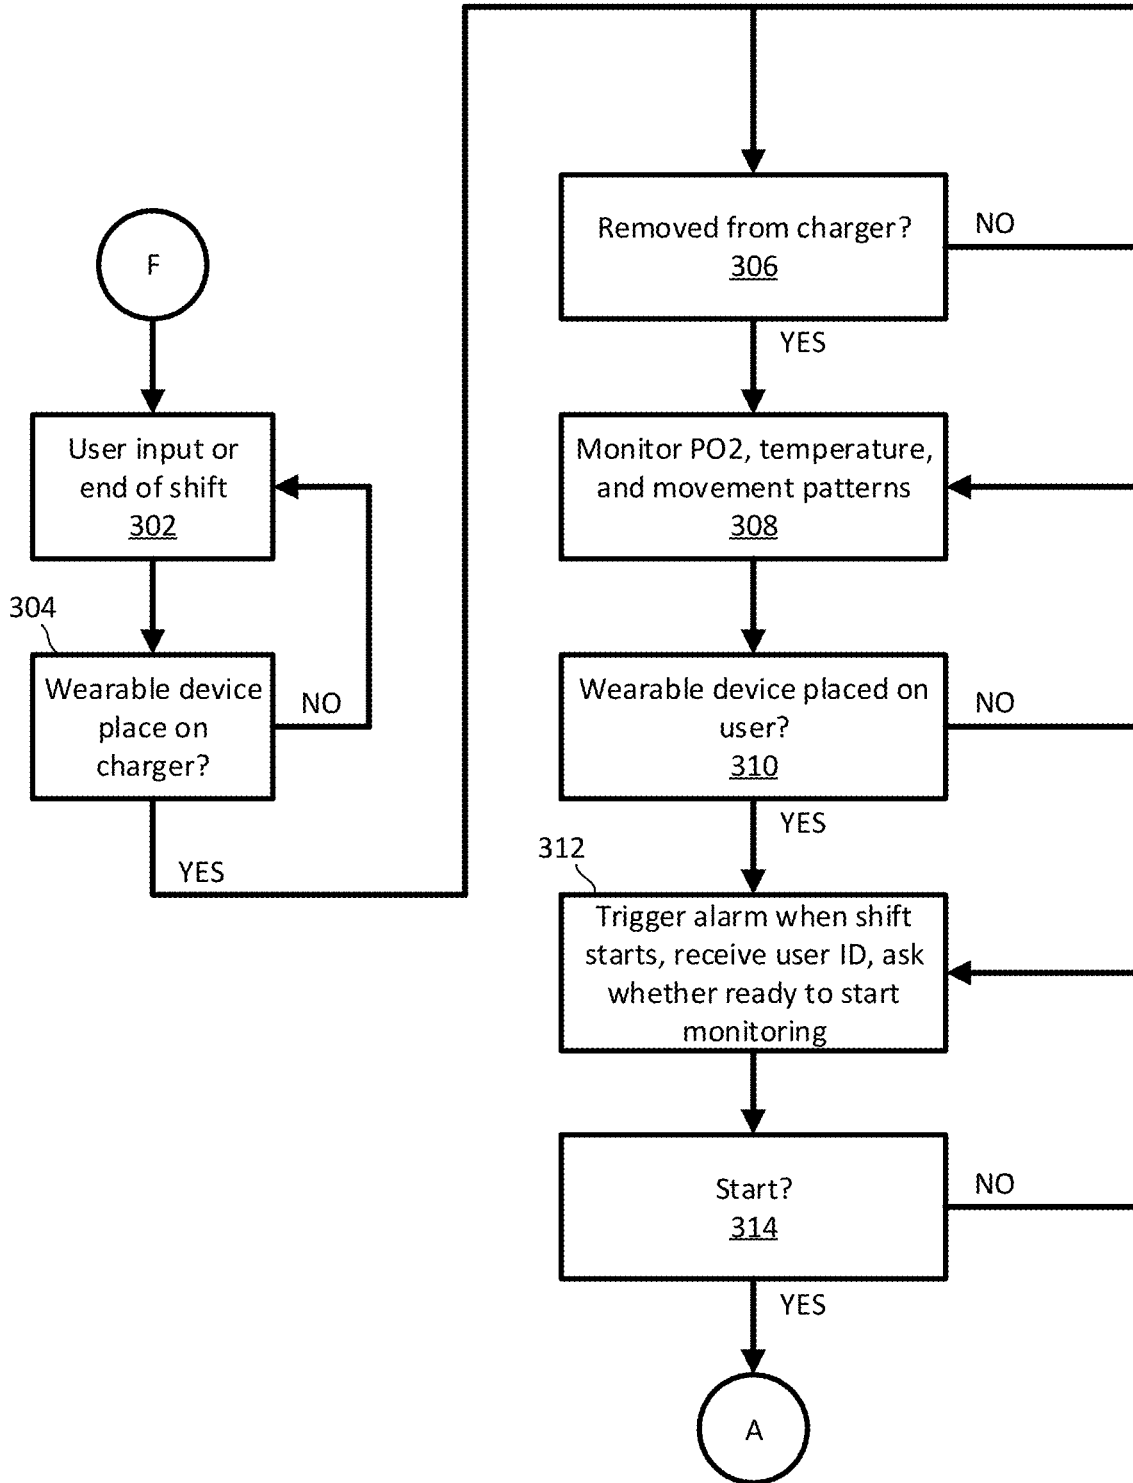 F
User input or
end of shift
302
304
Wearable device
place on
charger?
NO
YES
Removed from charger?
306
NO
YES
Monitor PO2, temperature,
and movement patterns
308
Wearable device placed on
user?
310
NO
YES
312
Trigger alarm when shift
starts, receive user ID, ask
whether ready to start
monitoring
Start?
314
NO
YES
A